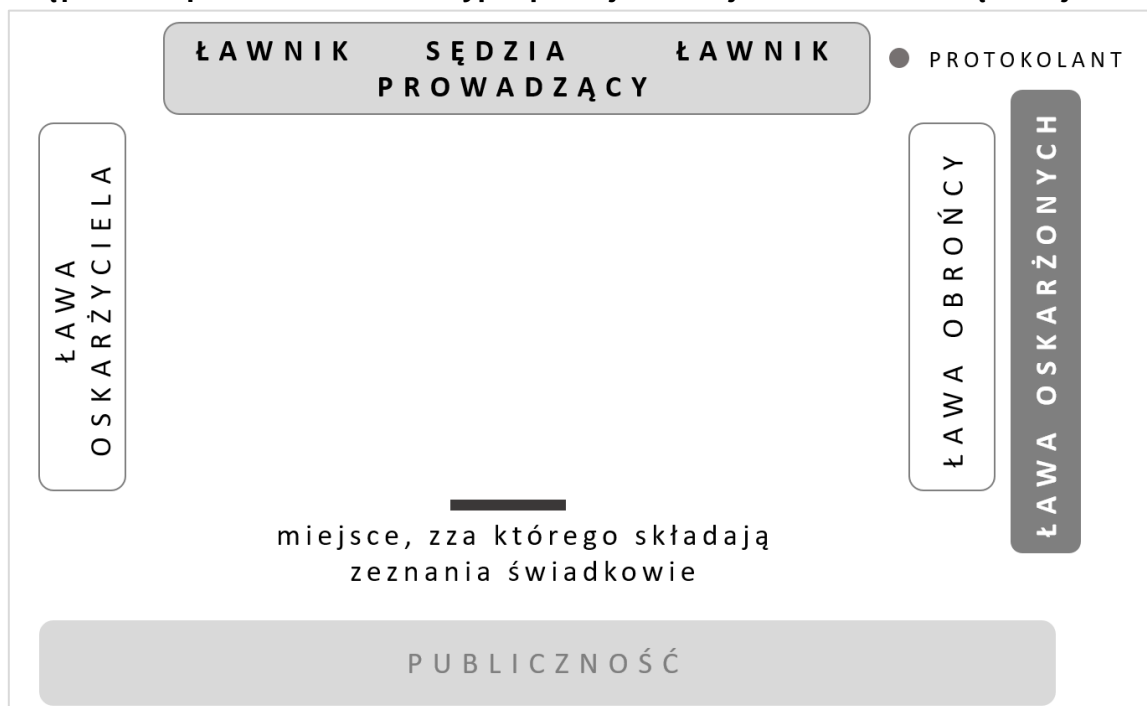 ŁAWNIK SĘDZIA ŁAWNIK
PROWADZĄCY
PROTOKOLANT
ŁAWA
OSKARŻYCIELA
ŁAWA OBROŃCY
ŁAWA OSKARŻONYCH
miejsce, zza którego składają
zeznania świadkowie
PUBLICZNOŚĆ